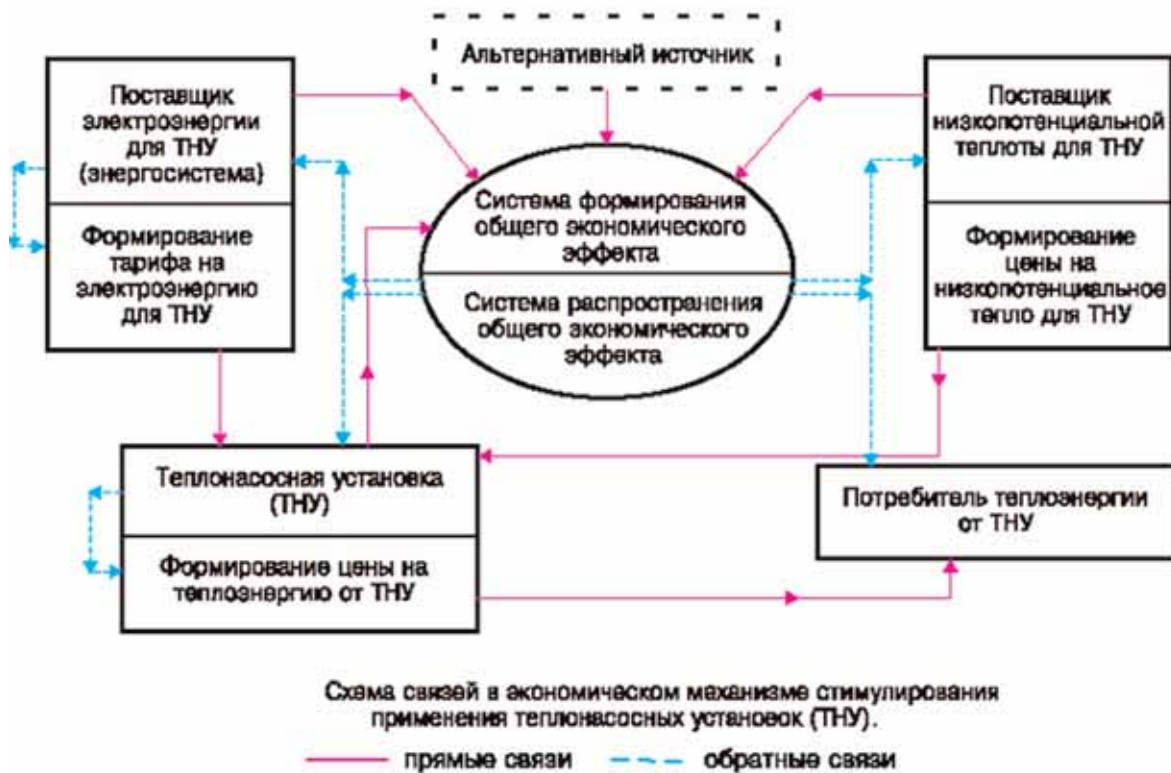 Альтернативный источник
Поставщик
электроэнергии
для ТНУ
(энергосистема)
Формирование
тарифа на
электроэнергию
для ТНУ
Система формирования
общего экономического
эффекта
Система распространения
общего экономического
эффекта
Поставщик
низкопотенциальной
теплоты для ТНУ
Формирование
цены на
низкопотенциальное
тепло для ТНУ
Теплонасосная установка
(ТНУ)
Формирование цены на
теплоэнергию от ТНУ
Потребитель теплоэнергии
от ТНУ
Схема связей в экономическом механизме стимулирования
применения теплонасосных установок (ТНУ).
прямые связи обратные связи